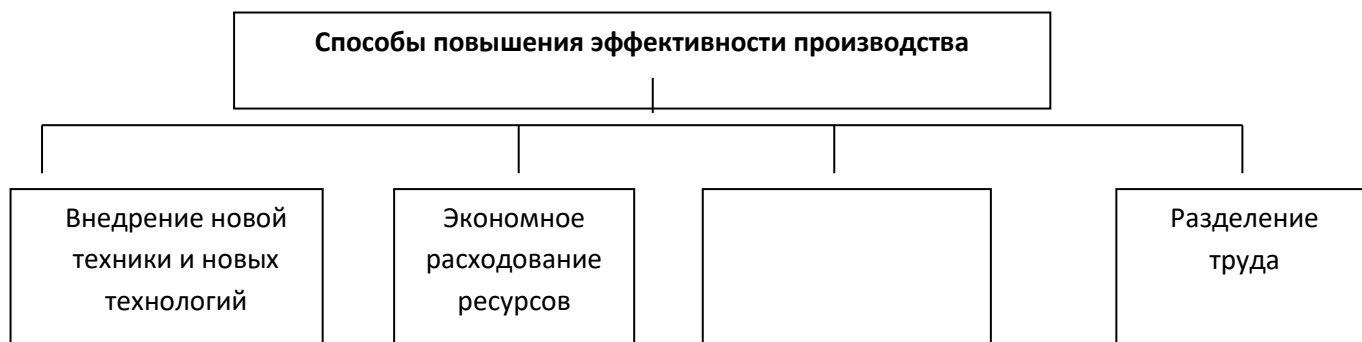 Способы повышения эффективности производства
Внедрение новой
техники и новых
технологий
Экономное
расходование
ресурсов
Разделение
труда